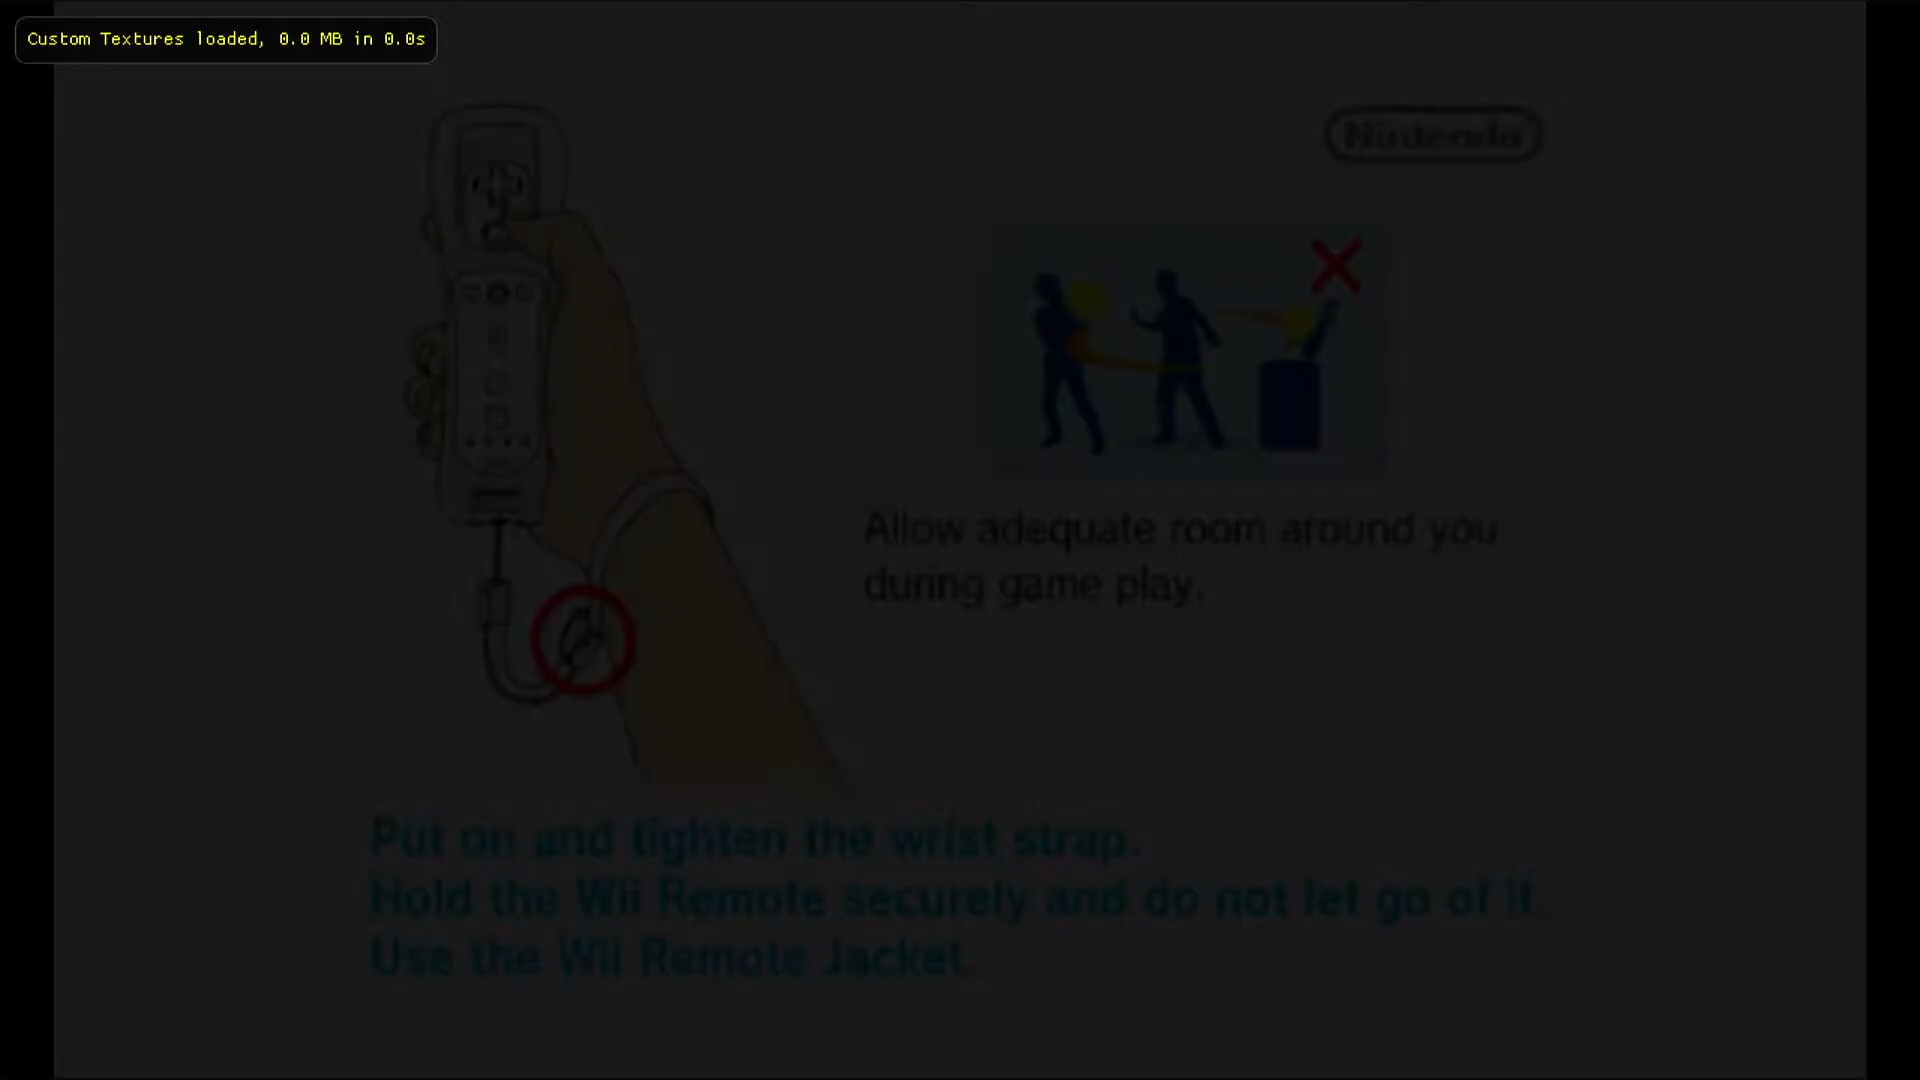 Custom Textures loaded, 0.0 MB in 0.0s
Nintendo
Allow adequate room around you
during game play.
Put on and tighten the wrist strap.
Hold the Wii Remote securely and do not let go of it.
Use the Wii Remote Jacket.